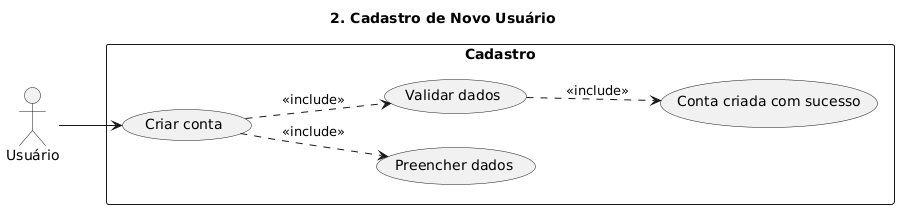 2. Cadastro de Novo Usuário
Cadastro
Usuário
Criar conta
«include»
Validar dados
«include»
Conta criada com sucesso
«include»
Preencher dados